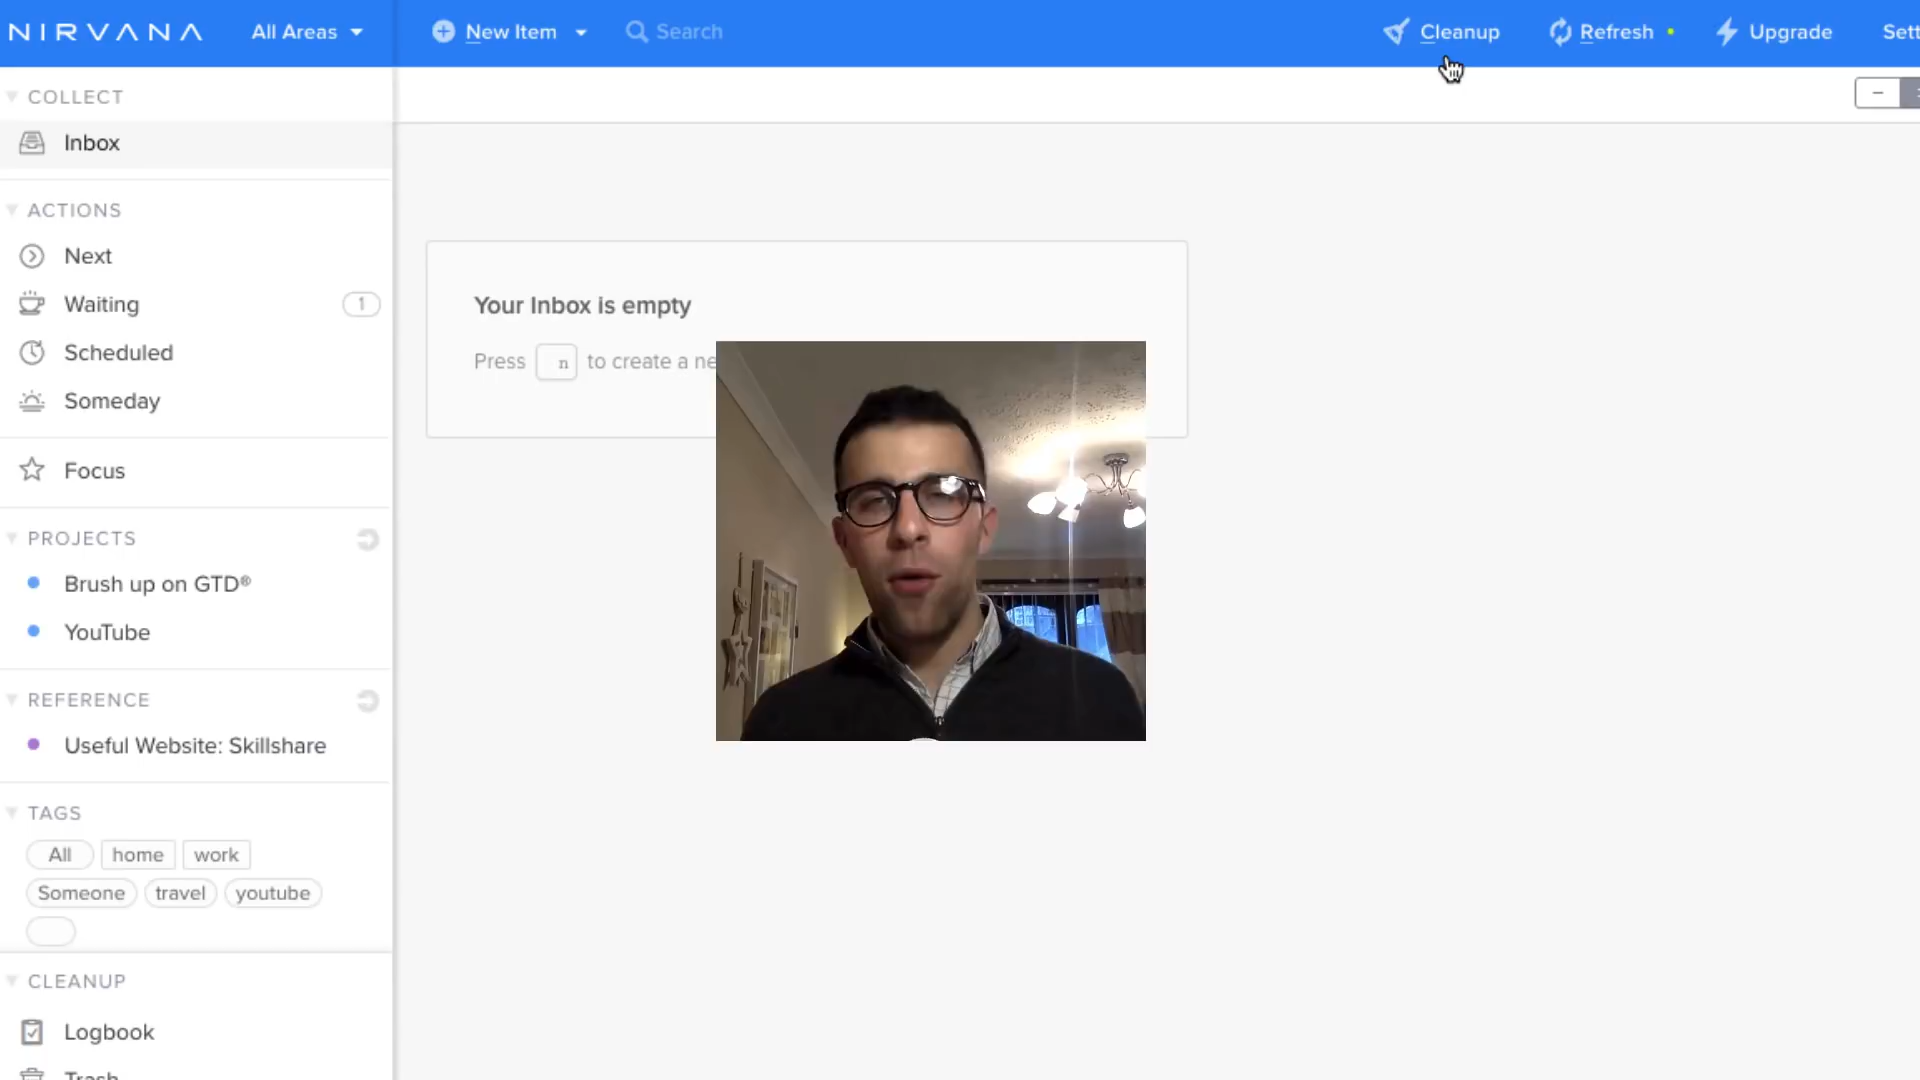 NIRVANA
All Areas
New Item
Search
Cleanup
Refresh
Upgrade
Sett
COLLECT
Inbox
ACTIONS
Next
Waiting
1
Scheduled
Someday
Focus
PROJECTS
Brush up on GTD®
YouTube
REFERENCE
Useful Website: Skillshare
TAGS
All home work
Someone travel youtube
CLEANUP
Logbook
Trash
Your Inbox is empty
Press n to create a ne